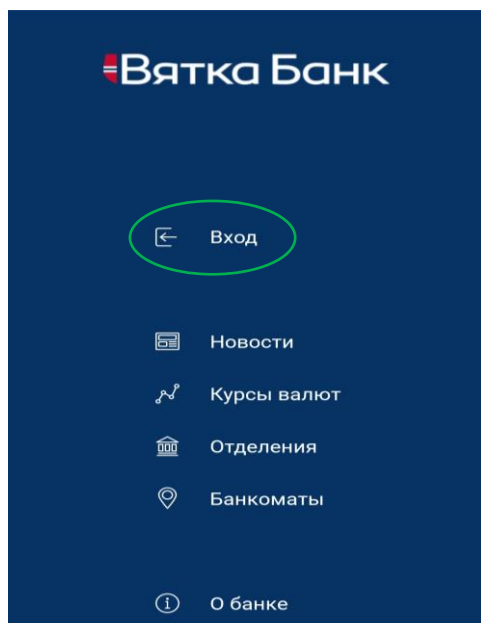 Вятка Банк
Вход
Новости
Курсы валют
Отделения
Банкоматы
О банке